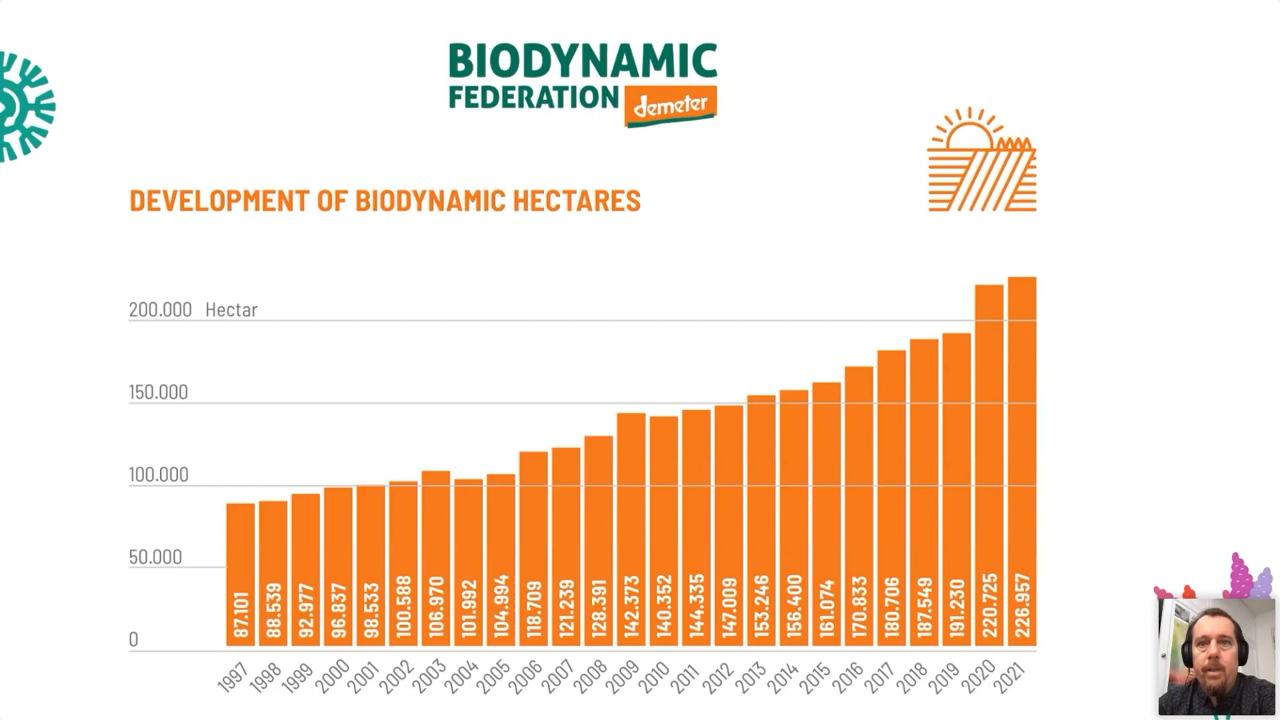 BIODYNAMIC
FEDERATION demeter
DEVELOPMENT OF BIODYNAMIC HECTARES
200.000 Hectar
150.000
100.000
50.000
0
87.101 88.539 92.977 96.837 98.533 100.588 106.970 101.992 104.994 118.709 121.239 128.391 142.373 140.352 144.335 147.009 153.246 156.400 161.074 170.833 180.706 187.549 191.230 220.725 226.957
1997 1998 1999 2000 2001 2002 2003 2004 2005 2006 2007 2008 2009 2010 2011 2012 2013 2014 2015 2016 2017 2018 2019 2020 2021